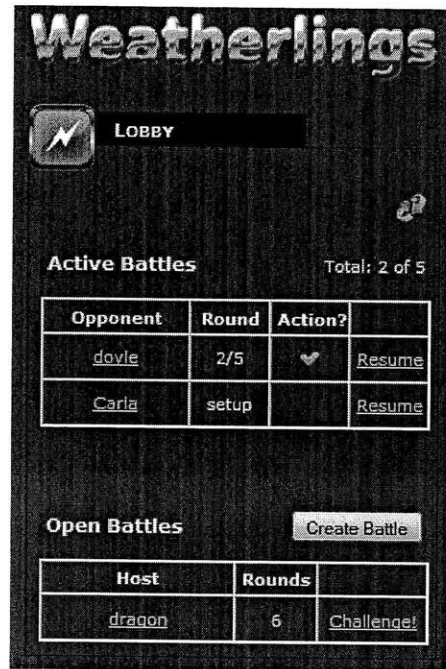 Weatherlings
LOBBY
Active Battles Total: 2 of 5
Opponent Round Action?
doyle 2/5 Resume
Carla setup Resume
Open Battles Create Battle
Host Rounds
dragon 6 Challenge!